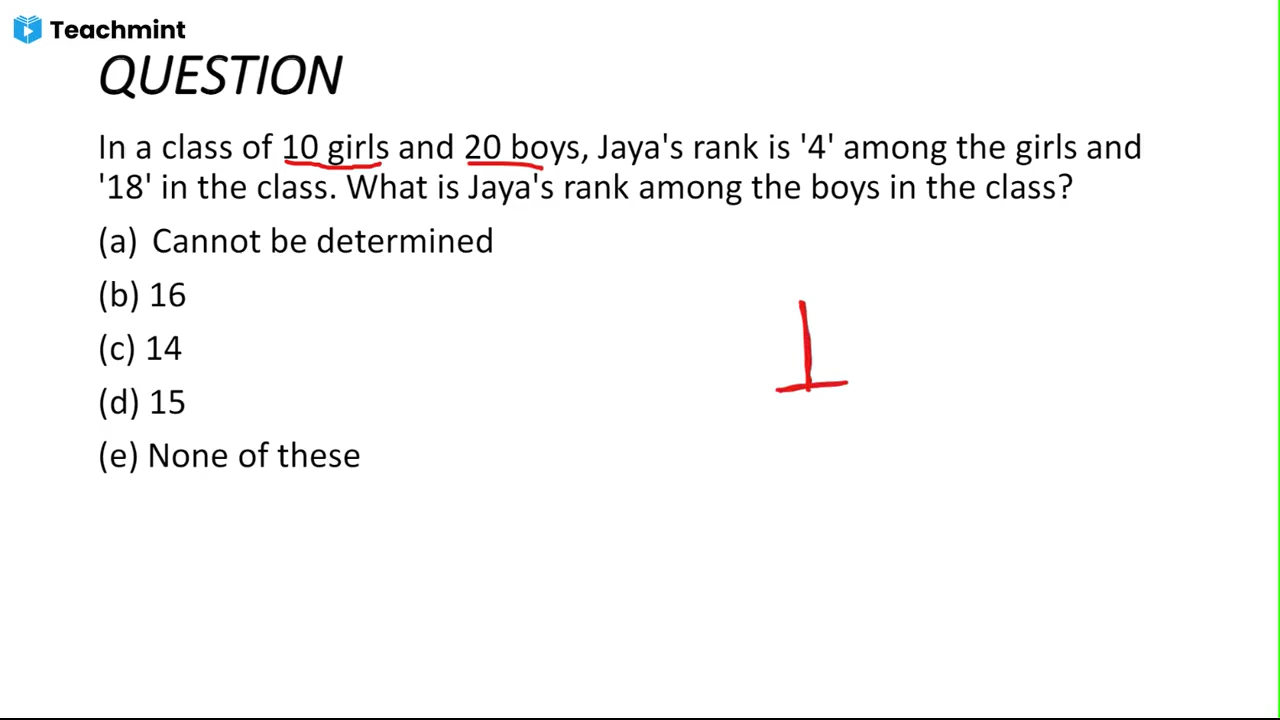 Teachmint
QUESTION
In a class of 10 girls and 20 boys, Jaya's rank is '4' among the girls and
'18' in the class. What is Jaya's rank among the boys in the class?
(a) Cannot be determined
(b) 16
(c) 14
(d) 15
(e) None of these